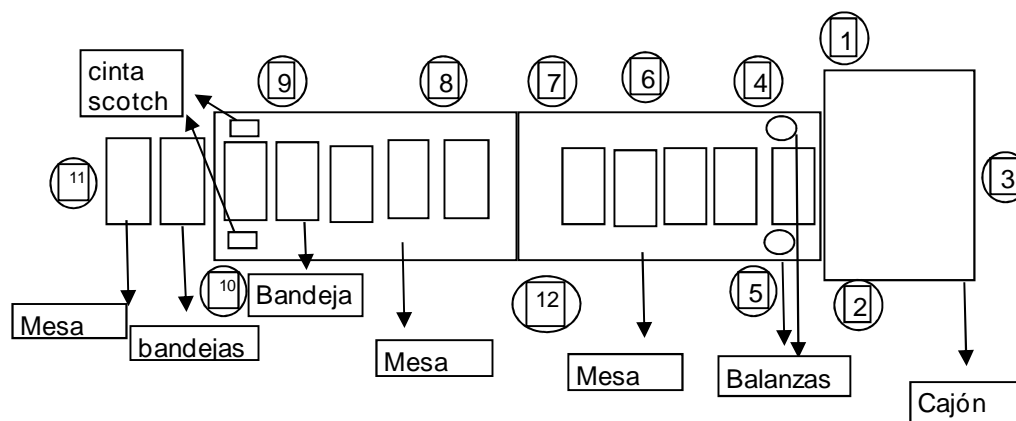 1
cinta
scotch
9
8
7
6
4
11
3
10
Bandeja
12
5
2
Mesa
bandejas
Mesa
Mesa
Balanzas
Cajón